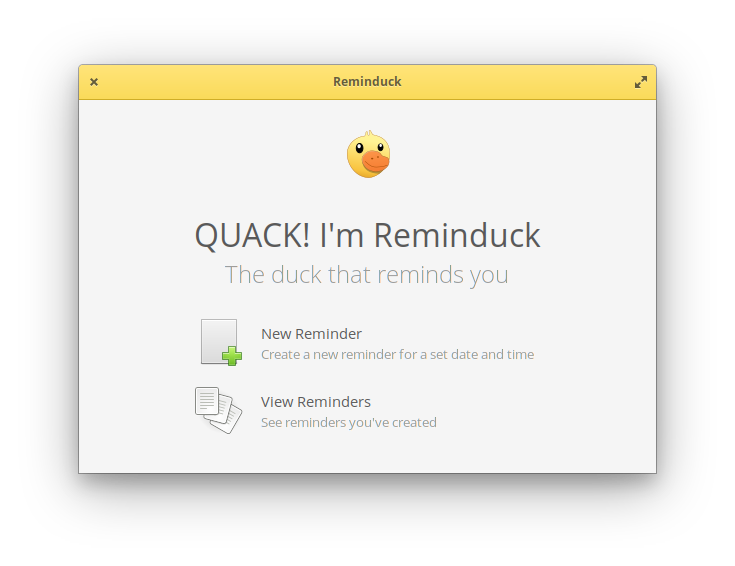 Reminduck
QUACK! I'm Reminduck
The duck that reminds you
New Reminder
Create a new reminder for a set date and time
View Reminders
See reminders you've created